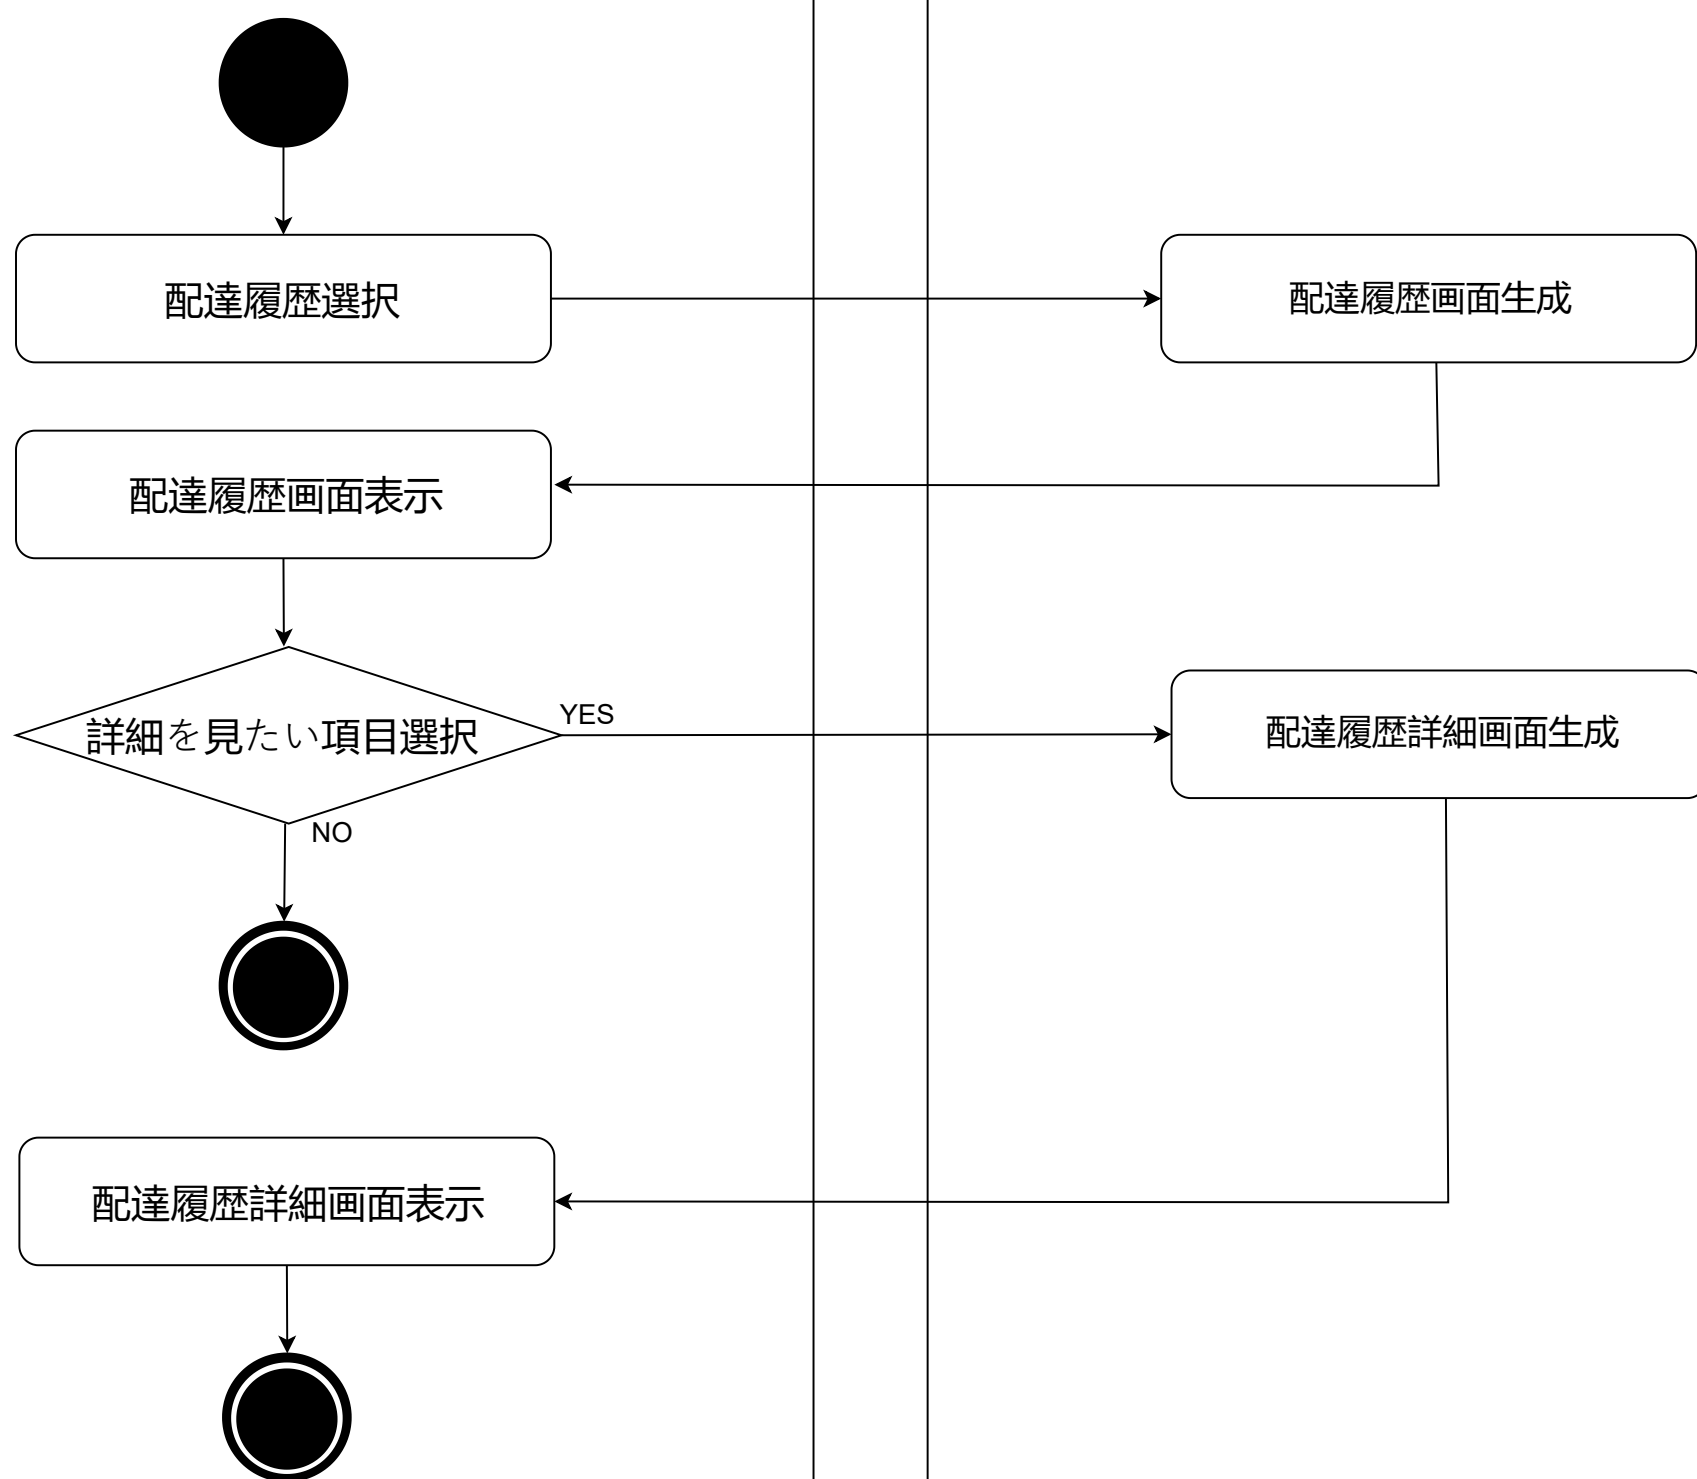 配達履歴選択
配達履歴画面生成
配達履歴画面表示
詳細を見たい項目選択
YES
配達履歴詳細画面生成
NO
配達履歴詳細画面表示